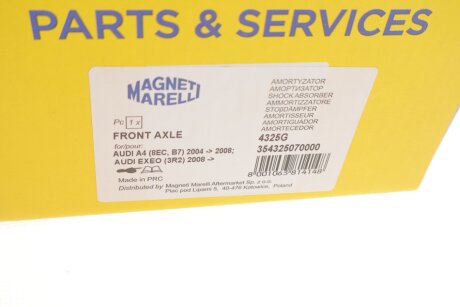 PARTS & SERVICES
MAGNETI
MARELLI
Pc 1 x
FRONT AXLE
for/pour:
AUDI A4 (8EC, B7) 2004 -> 2008;
AUDI EXEO (3R2) 2008 ->
Made in PRC
Distributed by Magneti Marelli Aftermarket Sp. z o.o.
Plac pod Lipami 5, 40-476 Katowice, Poland
AMORTYZATOR
АМОРТИЗАТОР
SHOCKABSORBER
AMMORTIZZATORE
STOßDÄMPFER
AMORTISSEUR
AMORTIGUADOR
AMORTECEDOR
4325G
354325070000
8 001063 814148